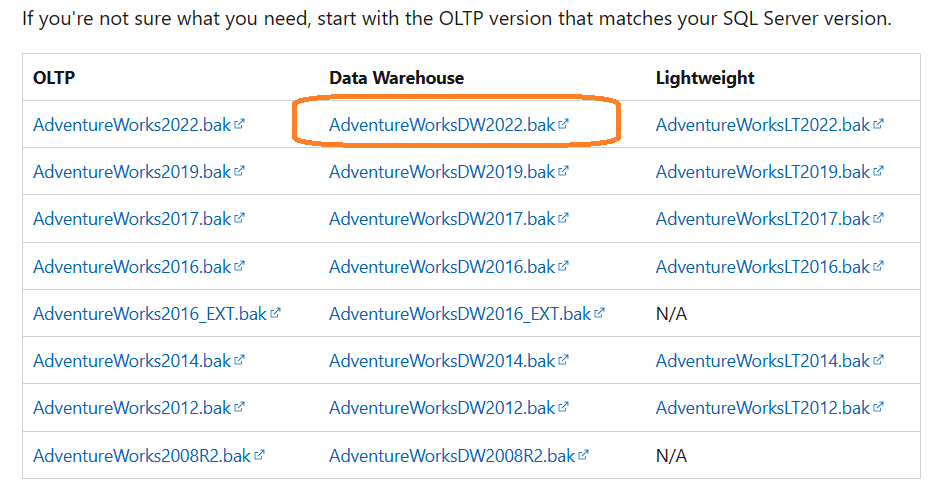 If you're not sure what you need, start with the OLTP version that matches your SQL Server version.
OLTP Data Warehouse Lightweight
AdventureWorks2022.bak AdventureWorksDW2022.bak AdventureWorksLT2022.bak
AdventureWorks2019.bak AdventureWorksDW2019.bak AdventureWorksLT2019.bak
AdventureWorks2017.bak AdventureWorksDW2017.bak AdventureWorksLT2017.bak
AdventureWorks2016.bak AdventureWorksDW2016.bak AdventureWorksLT2016.bak
AdventureWorks2016_EXT.bak AdventureWorksDW2016_EXT.bak N/A
AdventureWorks2014.bak AdventureWorksDW2014.bak AdventureWorksLT2014.bak
AdventureWorks2012.bak AdventureWorksDW2012.bak AdventureWorksLT2012.bak
AdventureWorks2008R2.bak AdventureWorksDW2008R2.bak N/A